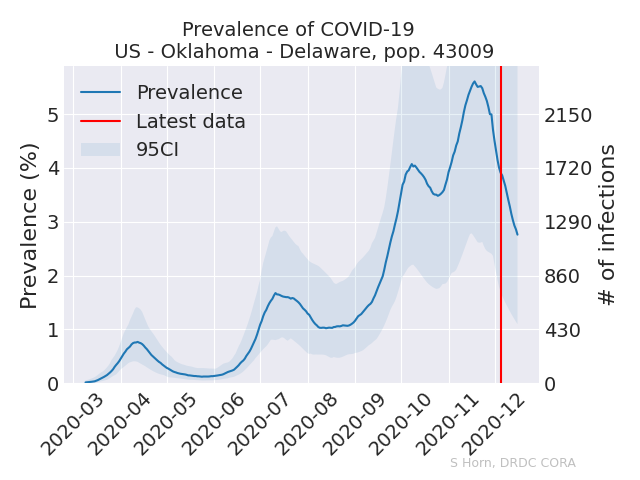 Prevalence of COVID-19
US - Oklahoma - Delaware, pop. 43009
Prevalence
Latest data
95CI
Prevalence (%)
5
4
3
2
1
0
2150
1720
1290
860
430
0
# of infections
2020-03
2020-04
2020-05
2020-06
2020-07
2020-08
2020-09
2020-10
2020-11
2020-12
S Horn, DRDC CORA